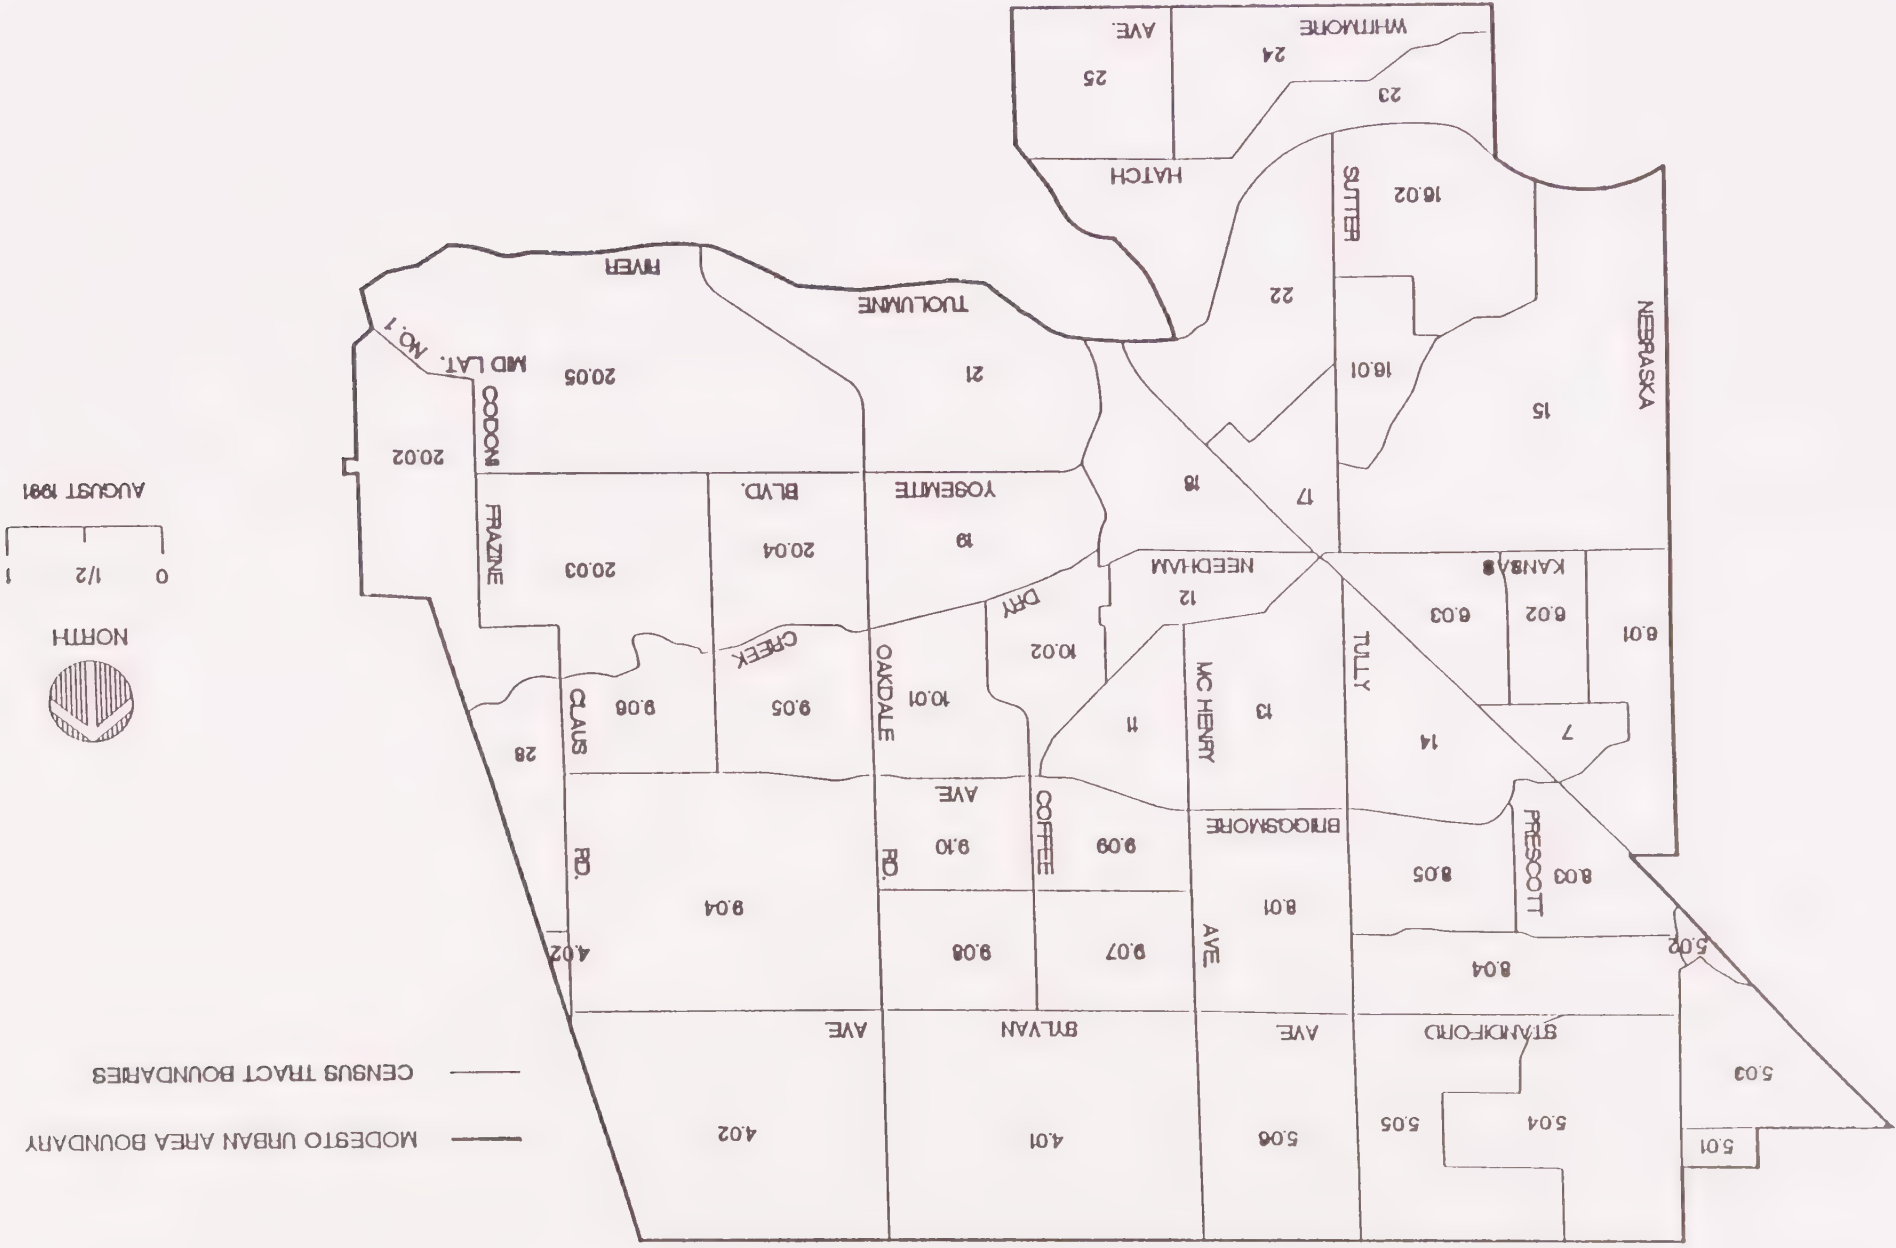 5.01
5.04
5.05
5.06
4.01
4.02
MODESTO URBAN AREA BOUNDARY
5.03
CENSUS TRACT BOUNDARIES
STANDIFORD
AVE
SYLVAN
AVE
5.02
8.04
9.07
9.08
4.02
8.03
PRESCOTT
8.05
8.01
AVE.
9.04
RD.
BRIGGSMORE
9.09
COFFEE
9.10
RD.
AVE
7
14
13
MC HENRY
11
10.01
OAKDALE
9.05
9.06
CLAUS
28
NORTH
6.01
6.02
6.03
TULLY
12
10.02
DRY
CREEK
KANSAS
NEEDHAM
19
20.04
20.03
FRAZINE
0 1/2 1
AUGUST 1991
17
18
YOSEMITE
BLVD.
20.02
15
16.01
21
20.05
CODONI
MID LAT.
NO. 1
NEBRASKA
22
TUOLUMNE
RIVER
16.02
SUTTER
HATCH
23
24
25
WHITMORE
AVE.